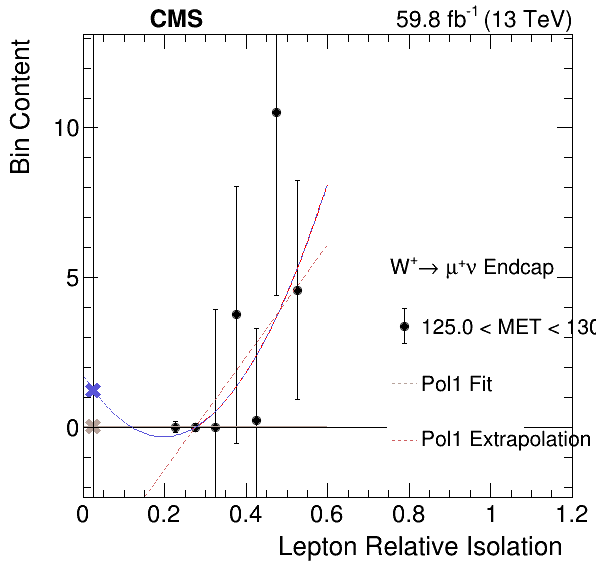 CMS
59.8 fb⁻¹ (13 TeV)
Bin Content
10
5
0
W⁺→ μ⁺ν Endcap
125.0 < MET < 130
Pol1 Fit
Pol1 Extrapolation
0 0.2 0.4 0.6 0.8 1 1.2
Lepton Relative Isolation